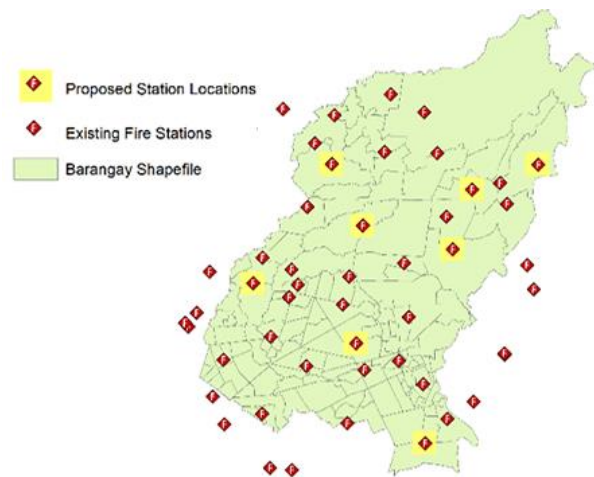 Proposed Station Locations
Existing Fire Stations
Barangay Shapefile